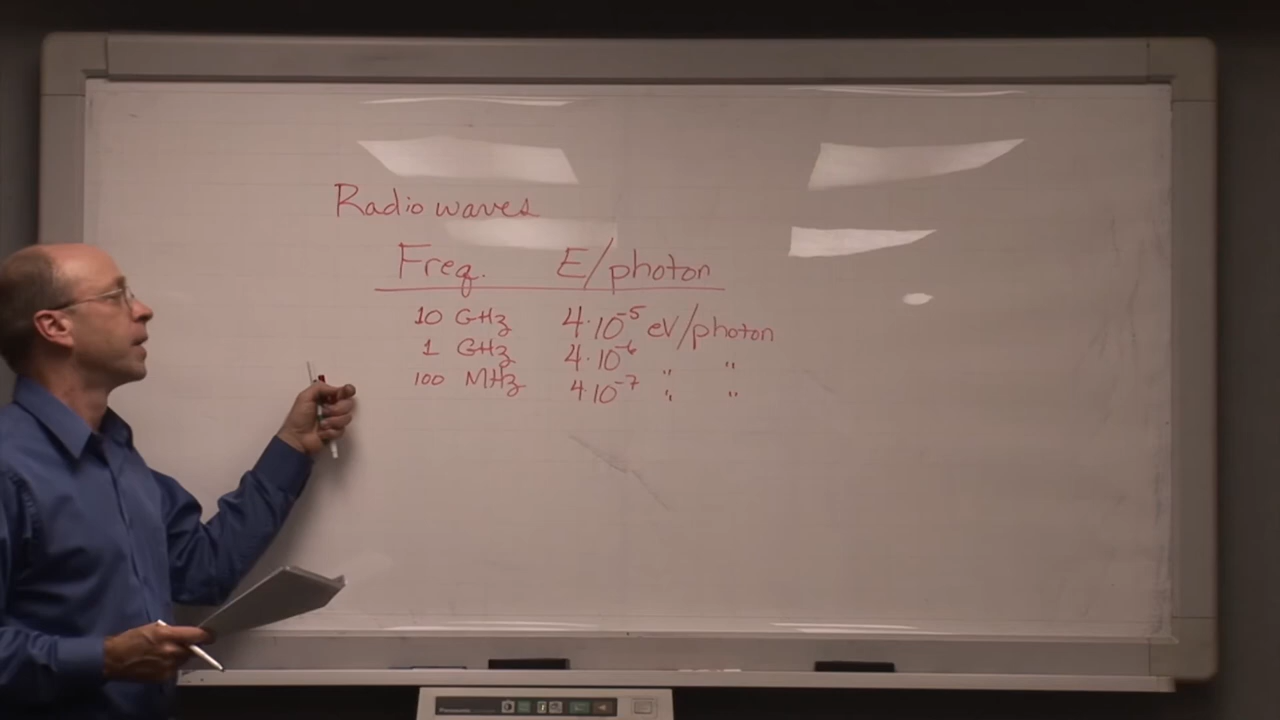 Radio waves
Freq. E/photon
10 GHz 4·10⁻⁵ eV/photon
1 GHz 4·10⁻⁶ " "
100 MHz 4·10⁻⁷ " "
Panasonic